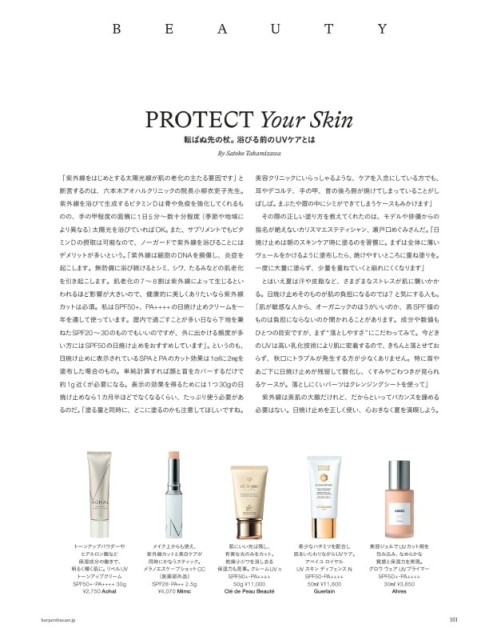 BEAUTY
PROTECT Your Skin
転ばぬ先の杖。浴びる前のUVケアとは
By Satoko Takamizawa
「紫外線をはじめとする太陽光線が肌の老化の主たる要因です」と
断言するのは、六本木アオハルクリニックの院長小柳衣吏子先生。
紫外線を浴びて生成するビタミンDは骨や免疫を強化してくれるも
のの、手の甲程度の面積に1日5分〜数十分程度(季節や地域に
より異なる)太陽光を浴びていればOK。また、サプリメントでもビタ
ミンDの摂取は可能なので、ノーガードで紫外線を浴びることには
デメリットが多いという。「紫外線は細胞のDNAを損傷し、炎症を
起こします。無防備に浴び続けるとシミ、シワ、たるみなどの肌老化
を引き起こします。肌老化の7〜8割は紫外線によって生じるとい
われるほど影響が大きいので、健康的に美しくありたいなら紫外線
カットは必須。私はSPF50+、PA++++の日焼け止めクリームを一
年を通して使っています。屋内で過ごすことが多い日なら下地を兼
ねたSPF20〜30のものでもいいのですが、外に出かける頻度が多
い方にはSPF50の日焼け止めをおすすめしています」。というのも、
日焼け止めに表示されているSPAとPAのカット効果は1㎠に2㎎を
塗布した場合のもの。単純計算すれば顔と首をカバーするだけで
約1g近くが必要になる。表示の効果を得るためには1つ30gの日
焼け止めなら1カ月半ほどでなくなるくらい、たっぷり使う必要があ
るのだ。「塗る量と同時に、どこに塗るのかも注意してほしいですね。
美容クリニックにいらっしゃるような、ケアを入念にしている方でも、
耳やデコルテ、手の甲、首の後ろ側が焼けてしまっていることがし
ばしば。まぶたや唇の中にシミができてしまうケースもみかけます」
その際の正しい塗り方を教えてくれたのは、モデルや俳優からの
指名が絶えないカリスマエステティシャン、瀬戸口めぐみさんだ。「日
焼け止めは朝のスキンケア時に塗るのを習慣に。まずは全体に薄い
ヴェールをかけるように塗布したら、焼けやすいところに重ね塗りを。
一度に大量に塗らず、少量を重ねていくと崩れにくくなります」
とはいえ夏は汗や皮脂など、さまざまなストレスが肌に襲いかか
る。日焼け止めそのものが肌の負担になるのでは?と気にする人も。
「肌が敏感な人から、オーガニックのほうがいいのか、高SPF値の
ものは負担にならないのか聞かれることがあります。成分や数値も
ひとつの目安ですが、まず“落としやすさ”にこだわってみて。今どき
のUVは高い乳化技術により肌に密着するので、きちんと落とせてお
らず、秋口にトラブルが発生する方が少なくありません。特に首や
あご下に日焼け止めが残留して酸化し、くすみやごわつきが見られ
るケースが。落としにくいパーツはクレンジングシートを使って」
紫外線は美肌の大敵だけれど、だからといってバカンスを諦める
必要はない。日焼け止めを正しく使い、心おきなく夏を満喫しよう。
トーンアップパウダーや
ヒアルロン酸など
保湿成分の働きで、
明るく輝く肌に。リベル UV
トーンアップクリーム
SPF50+・PA++++ 30g
¥2,750 Aohal
メイク上からも使え、
紫外線カットと美白ケアが
同時にかなうスティック。
メラノエスケープショット CC
(医薬部外品)
¥4,070 Mimc
肌にいい光は残し、
有害な光のみをカット。
乾燥小ジワを消し去る
保湿力も見事。クレームUV n
SPF50+・PA++++
50g ¥11,000
Clé de Peau Beauté
希少なハチミツを配合し
肌をいたわりながらUVケア。
アベイユ ロイヤル
UV スキン ディフェンス N
SPF50・PA++++
50㎖ ¥11,600
Guerlain
美容ジェルでUVカット剤を
包み込み、なめらかな
質感と保湿力を実現。
グロウ ヴェア UVプライマー
SPF50+・PA++++
30㎖ ¥3,850
Ahres
harpersbazaar.jp
101